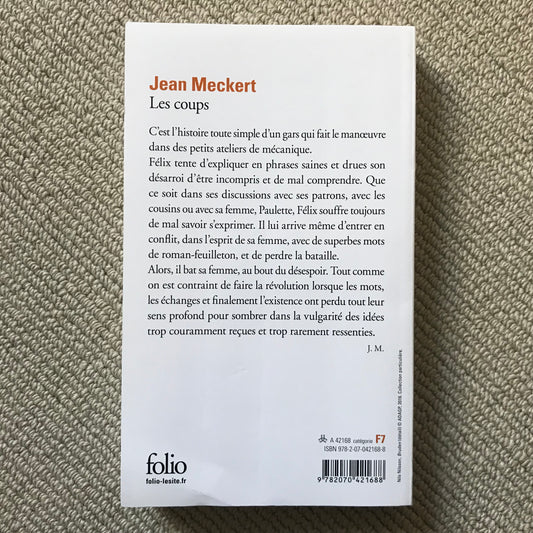 Jean Meckert
Les coups
C'est l'histoire toute simple d'un gars qui fait le manœuvre
dans des petits ateliers de mécanique.
Félix tente d'expliquer en phrases saines et drues son
désarroi d'être incompris et de mal comprendre. Que
ce soit dans ses discussions avec ses patrons, avec les
cousins ou avec sa femme, Paulette, Félix souffre toujours
de mal savoir s'exprimer. Il lui arrive même d'entrer en
conflit, dans l'esprit de sa femme, avec de superbes mots
de roman-feuilleton, et de perdre la bataille.
Alors, il bat sa femme, au bout du désespoir. Tout comme
on est contraint de faire la révolution lorsque les mots,
les échanges et finalement l'existence ont perdu tout leur
sens profond pour sombrer dans la vulgarité des idées
trop couramment reçues et trop rarement ressenties.
J. M.
A 42168 catégorie F7
ISBN 978-2-07-042168-8
9 782070 421688
folio
folio-lesite.fr
© ADAGP, 2019. Collection particulière.